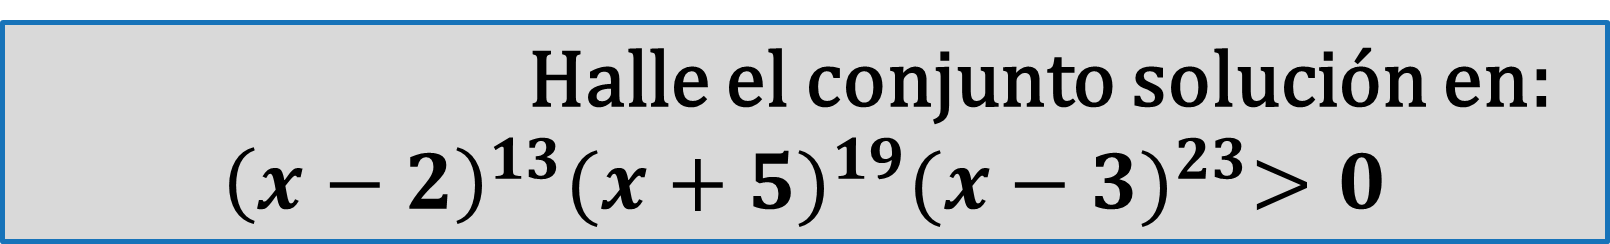 Halle el conjunto solución en:
(x − 2)¹³(x + 5)¹⁹(x − 3)²³> 0